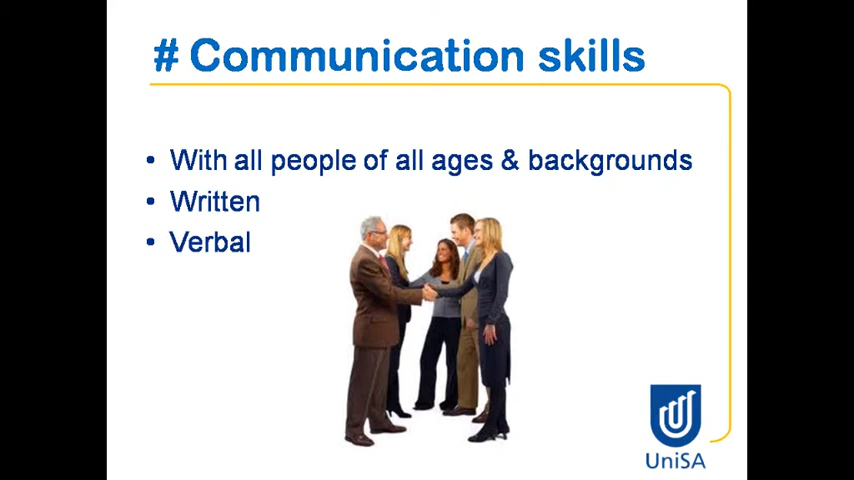 # Communication skills
• With all people of all ages & backgrounds
• Written
• Verbal
UniSA